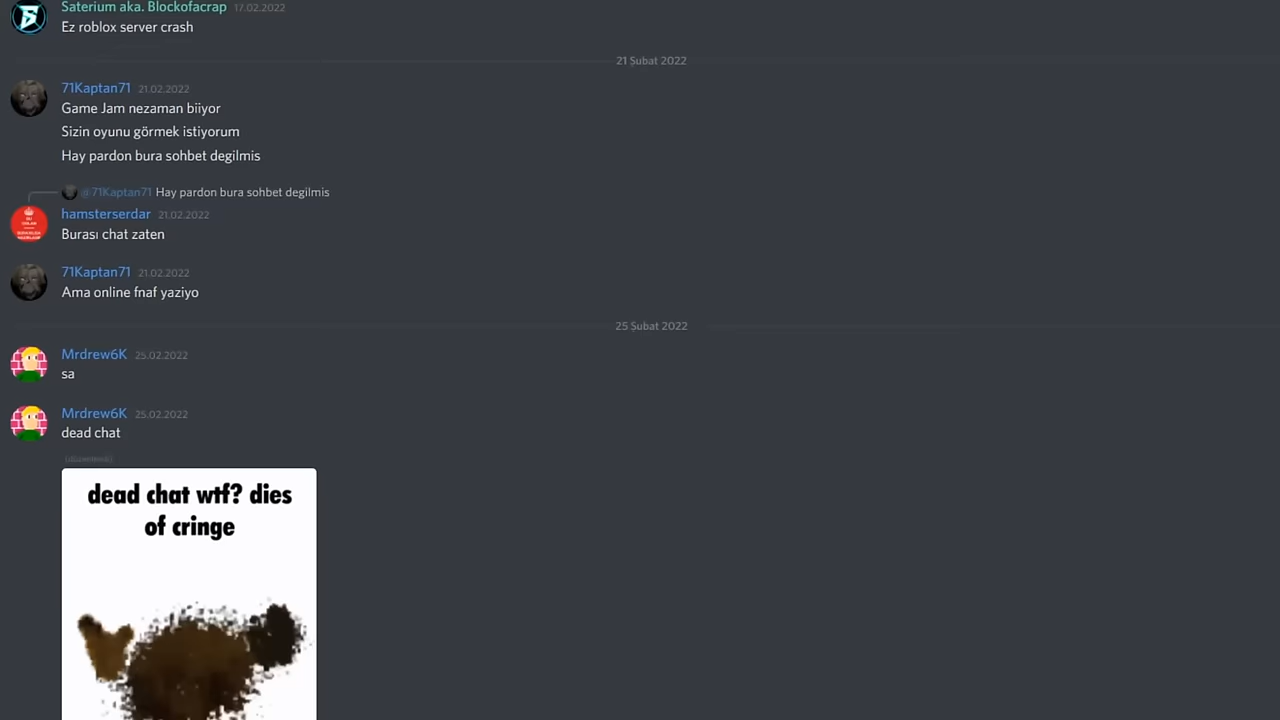 Saterium aka. Blockofacrap 17.02.2022
Ez roblox server crash
21 Şubat 2022
71Kaptan71 21.02.2022
Game Jam nezaman biiyor
Sizin oyunu görmek istiyorum
Hay pardon bura sohbet degilmis
@71Kaptan71 Hay pardon bura sohbet degilmis
hamsterserdar 21.02.2022
Burası chat zaten
71Kaptan71 21.02.2022
Ama online fnaf yaziyo
25 Şubat 2022
Mrdrew6K 25.02.2022
sa
Mrdrew6K 25.02.2022
dead chat
dead chat wtf? dies
of cringe